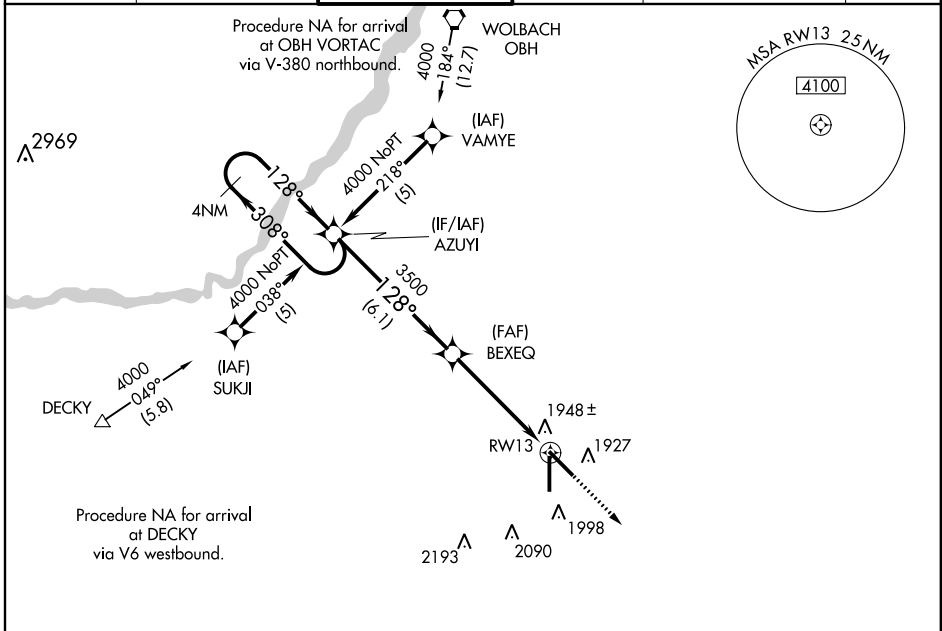 Procedure NA for arrival
at OBH VORTAC
via V-380 northbound.
WOLBACH
OBH
4000
184°
(12.7)
MSA RW13 25 NM
4100
2969
(IAF)
VAMYE
4000 NoPT
218°
(5)
4NM
128°
308°
(IF/IAF)
AZUYI
4000 NoPT
038°
(5)
3500
128°
(6.1)
(FAF)
BEXEQ
(IAF)
SUKJI
4000
049°
(5.8)
DECKY
1948 ±
RW13
1927
1998
2090
2193
Procedure NA for arrival
at DECKY
via V6 westbound.